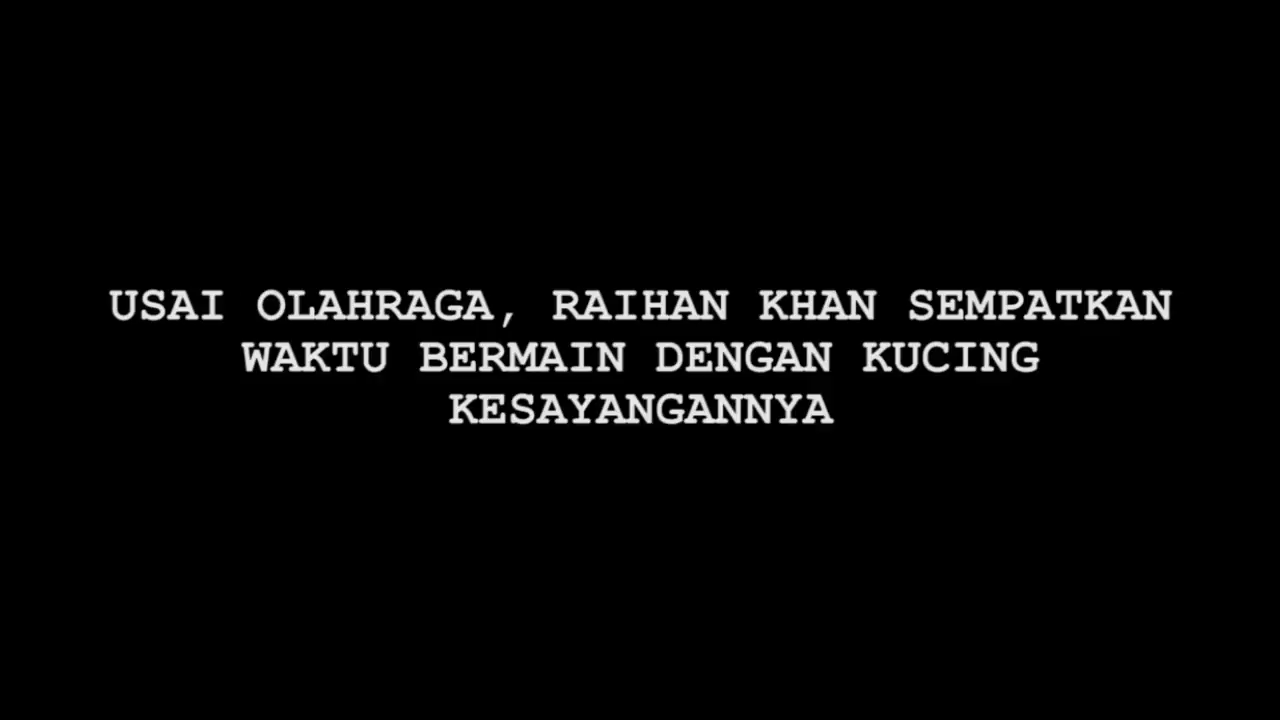 USAI OLAHRAGA, RAIHAN KHAN SEMPATKAN
WAKTU BERMAIN DENGAN KUCING
KESAYANGANNYA